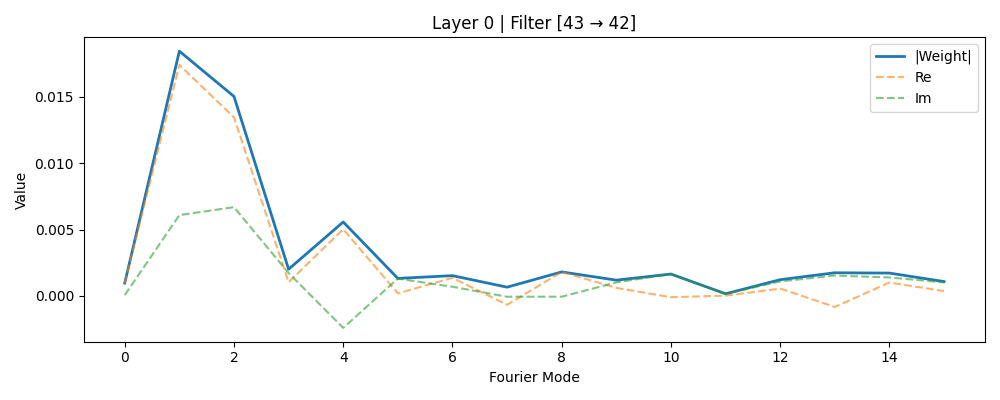 Layer 0 | Filter [43 → 42]
|Weight|
Re
Im
Value
0.015
0.010
0.005
0.000
0 2 4 6 8 10 12 14
Fourier Mode